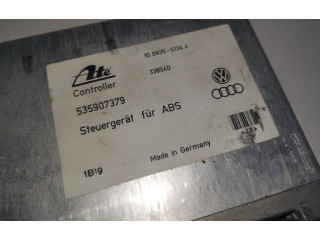 Ate
10.0935-0134.4
Controller
338540
535907379
Steuergerät für ABS
1B19
Made in Germany